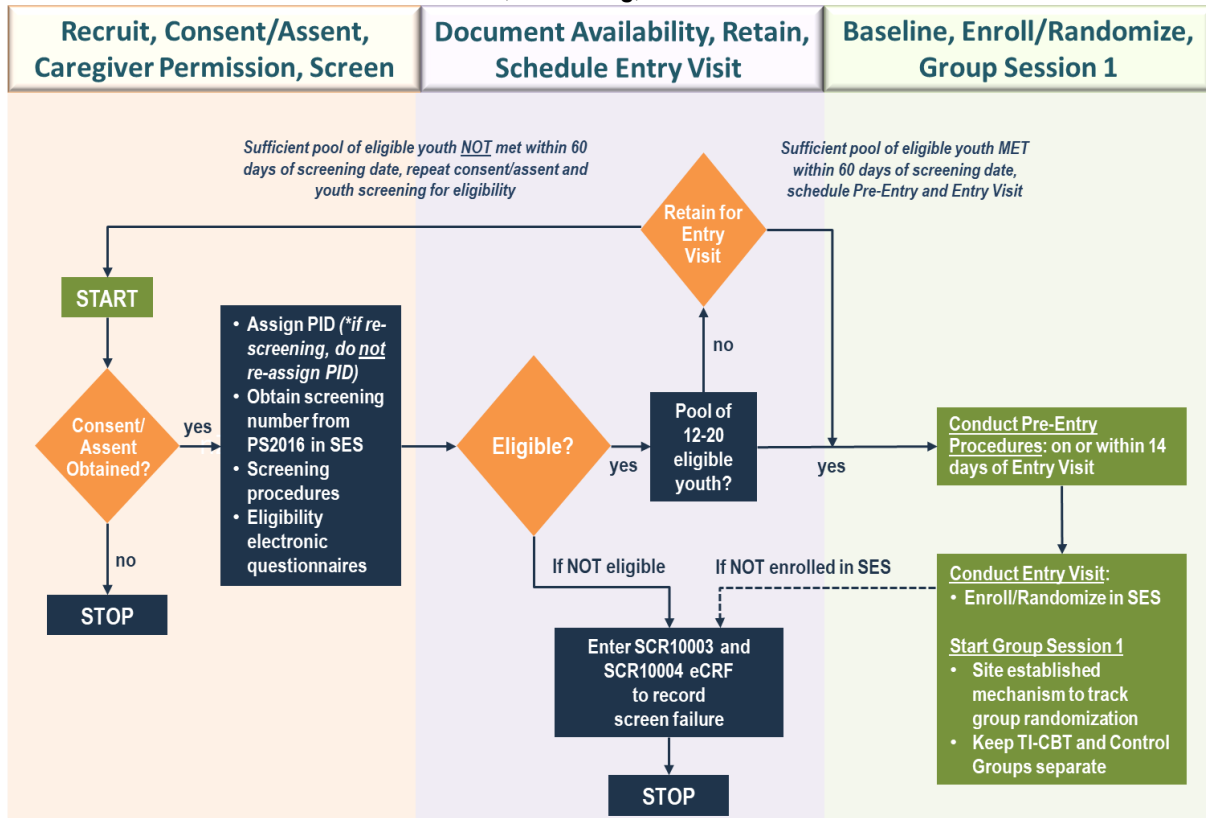 Recruit, Consent/Assent,
Caregiver Permission, Screen
Document Availability, Retain,
Schedule Entry Visit
Baseline, Enroll/Randomize,
Group Session 1
Sufficient pool of eligible youth NOT met within 60
days of screening date, repeat consent/assent and
youth screening for eligibility
Sufficient pool of eligible youth MET
within 60 days of screening date,
schedule Pre-Entry and Entry Visit
Retain for
Entry
Visit
START
• Assign PID (*if re-
screening, do not
re-assign PID)
• Obtain screening
number from
PS2016 in SES
• Screening
procedures
• Eligibility
electronic
questionnaires
no
Consent/
Assent
Obtained?
yes
Eligible?
yes
Pool of
12-20
eligible
youth?
yes
Conduct Pre-Entry
Procedures: on or within 14
days of Entry Visit
no
STOP
If NOT eligible
If NOT enrolled in SES
Conduct Entry Visit:
• Enroll/Randomize in SES
Start Group Session 1
• Site established
mechanism to track
group randomization
• Keep TI-CBT and Control
Groups separate
Enter SCR10003 and
SCR10004 eCRF
to record
screen failure
STOP